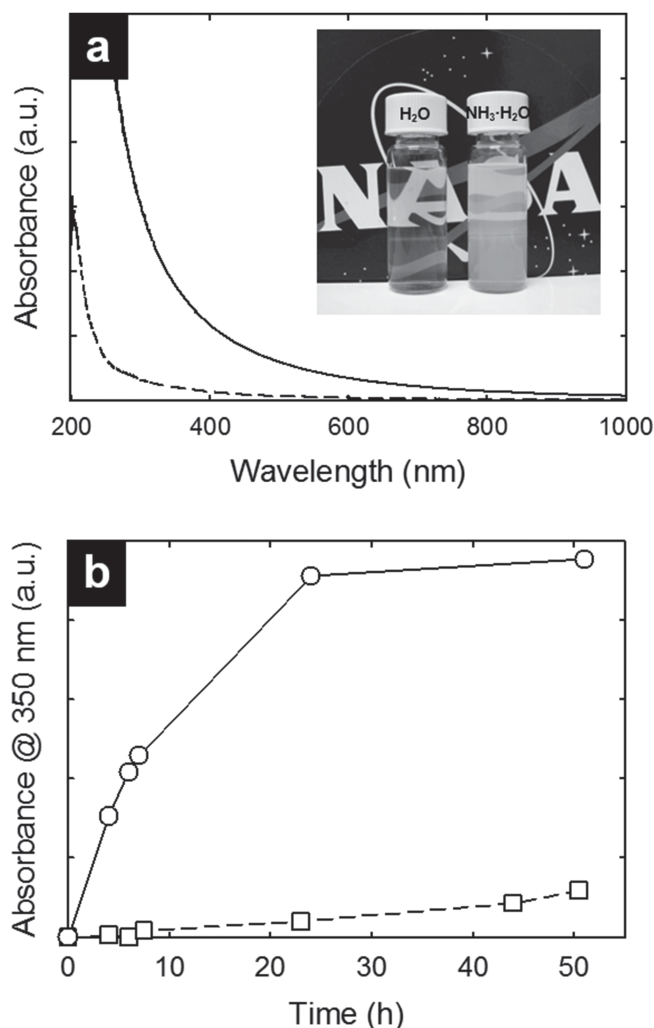 a
H₂O
NH₃·H₂O
NASA
Absorbance (a.u.)
200
400
600
800
1000
Wavelength (nm)
b
Absorbance @ 350 nm (a.u.)
0
10
20
30
40
50
Time (h)